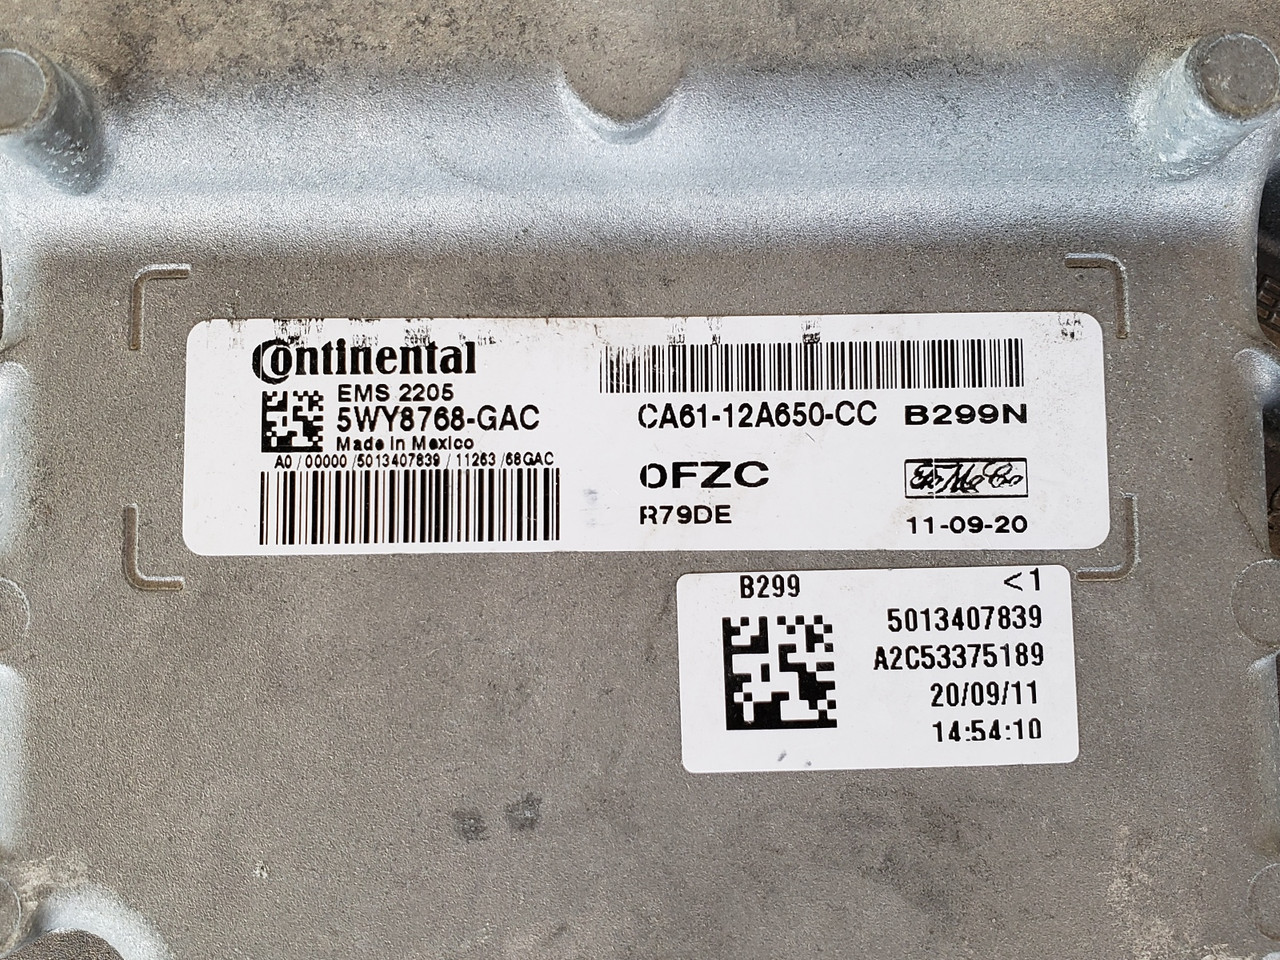 Continental
EMS 2205
5WY8768-GAC
Made in Mexico
A0/00000/5013407839/11263/68GAC
CA61-12A650-CC B299N
0FZC
FoMoCo
R79DE
11-09-20
B299 <1
5013407839
A2C53375189
20/09/11
14:54:10